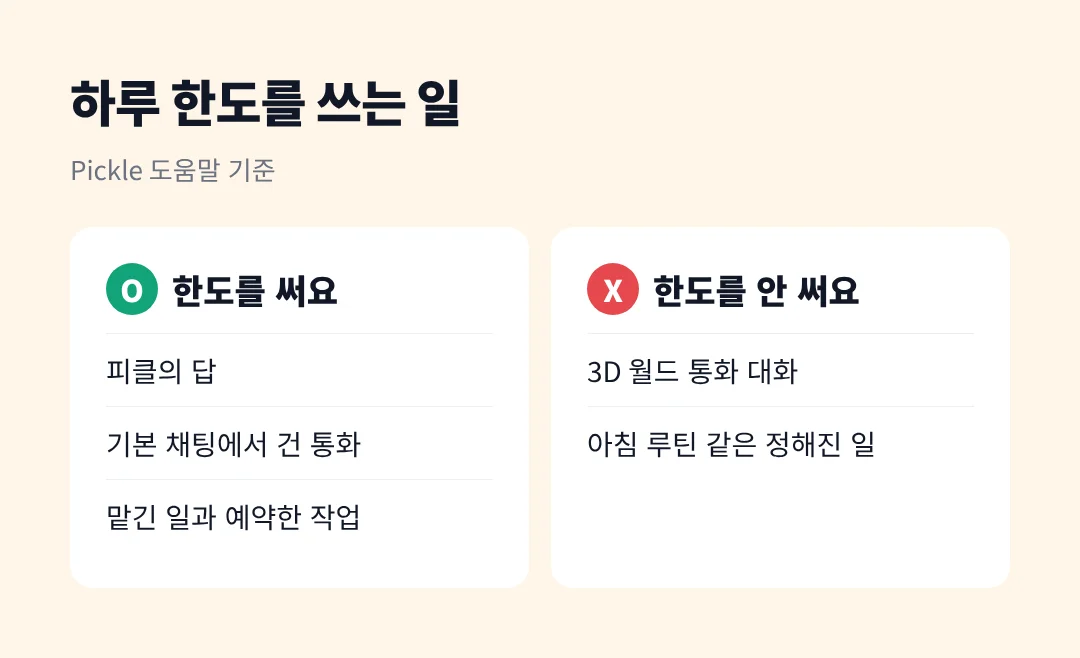 하루 한도를 쓰는 일
Pickle 도움말 기준
O 한도를 써요
피클의 답
기본 채팅에서 건 통화
맡긴 일과 예약한 작업
X 한도를 안 써요
3D 월드 통화 대화
아침 루틴 같은 정해진 일